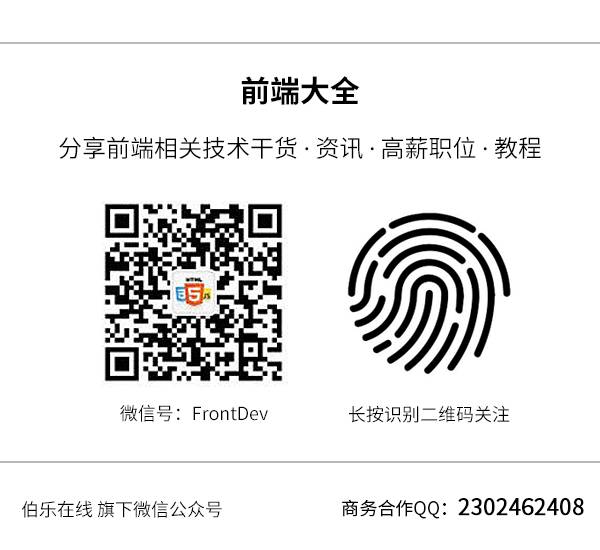 前端大全
分享前端相关技术干货 · 资讯 · 高薪职位 · 教程
HTML
3 5 JS
微信号：FrontDev
长按识别二维码关注
伯乐在线 旗下微信公众号
商务合作QQ：2302462408